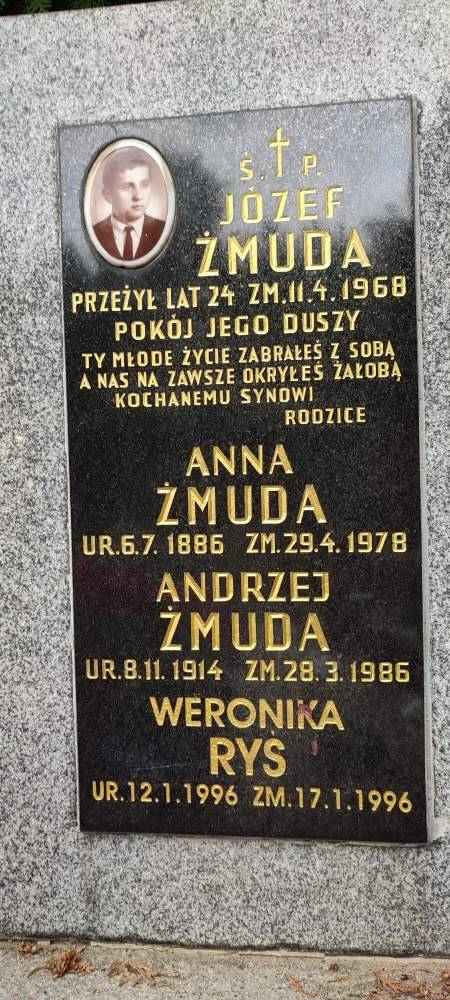 Ś. P.
JÓZEF
ŻMUDA
PRZEŻYŁ LAT 24 ZM.11.4.1968
POKÓJ JEGO DUSZY
TY MŁODE ŻYCIE ZABRAŁEŚ Z SOBĄ
A NAS NA ZAWSZE OKRYŁEŚ ŻAŁOBĄ
KOCHANEMU SYNOWI
RODZICE
ANNA
ŻMUDA
UR.6.7.1886 ZM.29.4.1978
ANDRZEJ
ŻMUDA
UR.8.11.1914 ZM.28.3.1986
WERONIKA
RYŚ
UR.12.1.1996 ZM.17.1.1996